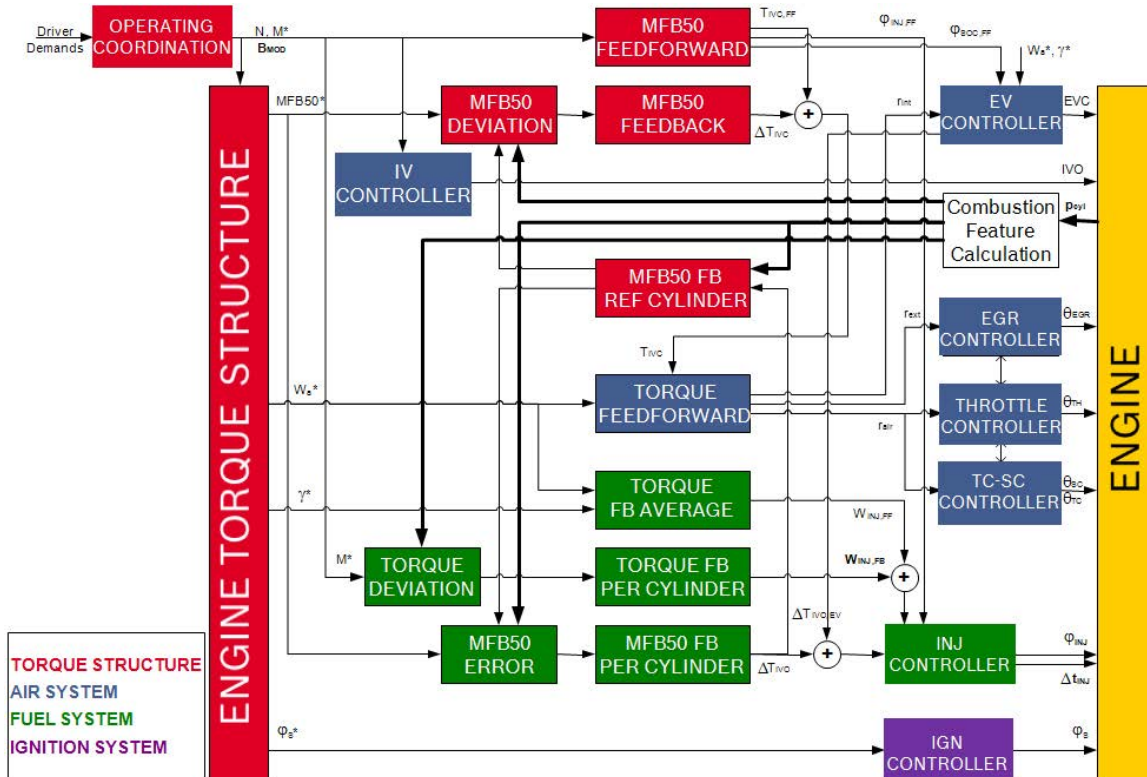 Driver
Demands
OPERATING
COORDINATION
N, M*
BMOD
MFB50
FEEDFORWARD
TIVC,FF
φINJ,FF
φEOC,FF
Wa*, γ*
ENGINE TORQUE STRUCTURE
MFB50*
MFB50
DEVIATION
MFB50
FEEDBACK
ΔTIVC
+
rint
EV
CONTROLLER
EVC
IV
CONTROLLER
IVO
Combustion
Feature
Calculation
pcyl
ENGINE
MFB50 FB
REF CYLINDER
TIVC
rext
EGR
CONTROLLER
θEGR
Wa*
TORQUE
FEEDFORWARD
rair
THROTTLE
CONTROLLER
θTH
TC-SC
CONTROLLER
θSC
θTC
γ*
TORQUE
FB AVERAGE
WINJ,FF
M*
TORQUE
DEVIATION
TORQUE FB
PER CYLINDER
WINJ,FB
+
ΔTIVC,EV
MFB50
ERROR
MFB50 FB
PER CYLINDER
ΔTIVC
+
INJ
CONTROLLER
φINJ
ΔtINJ
φS*
IGN
CONTROLLER
φS
TORQUE STRUCTURE
AIR SYSTEM
FUEL SYSTEM
IGNITION SYSTEM